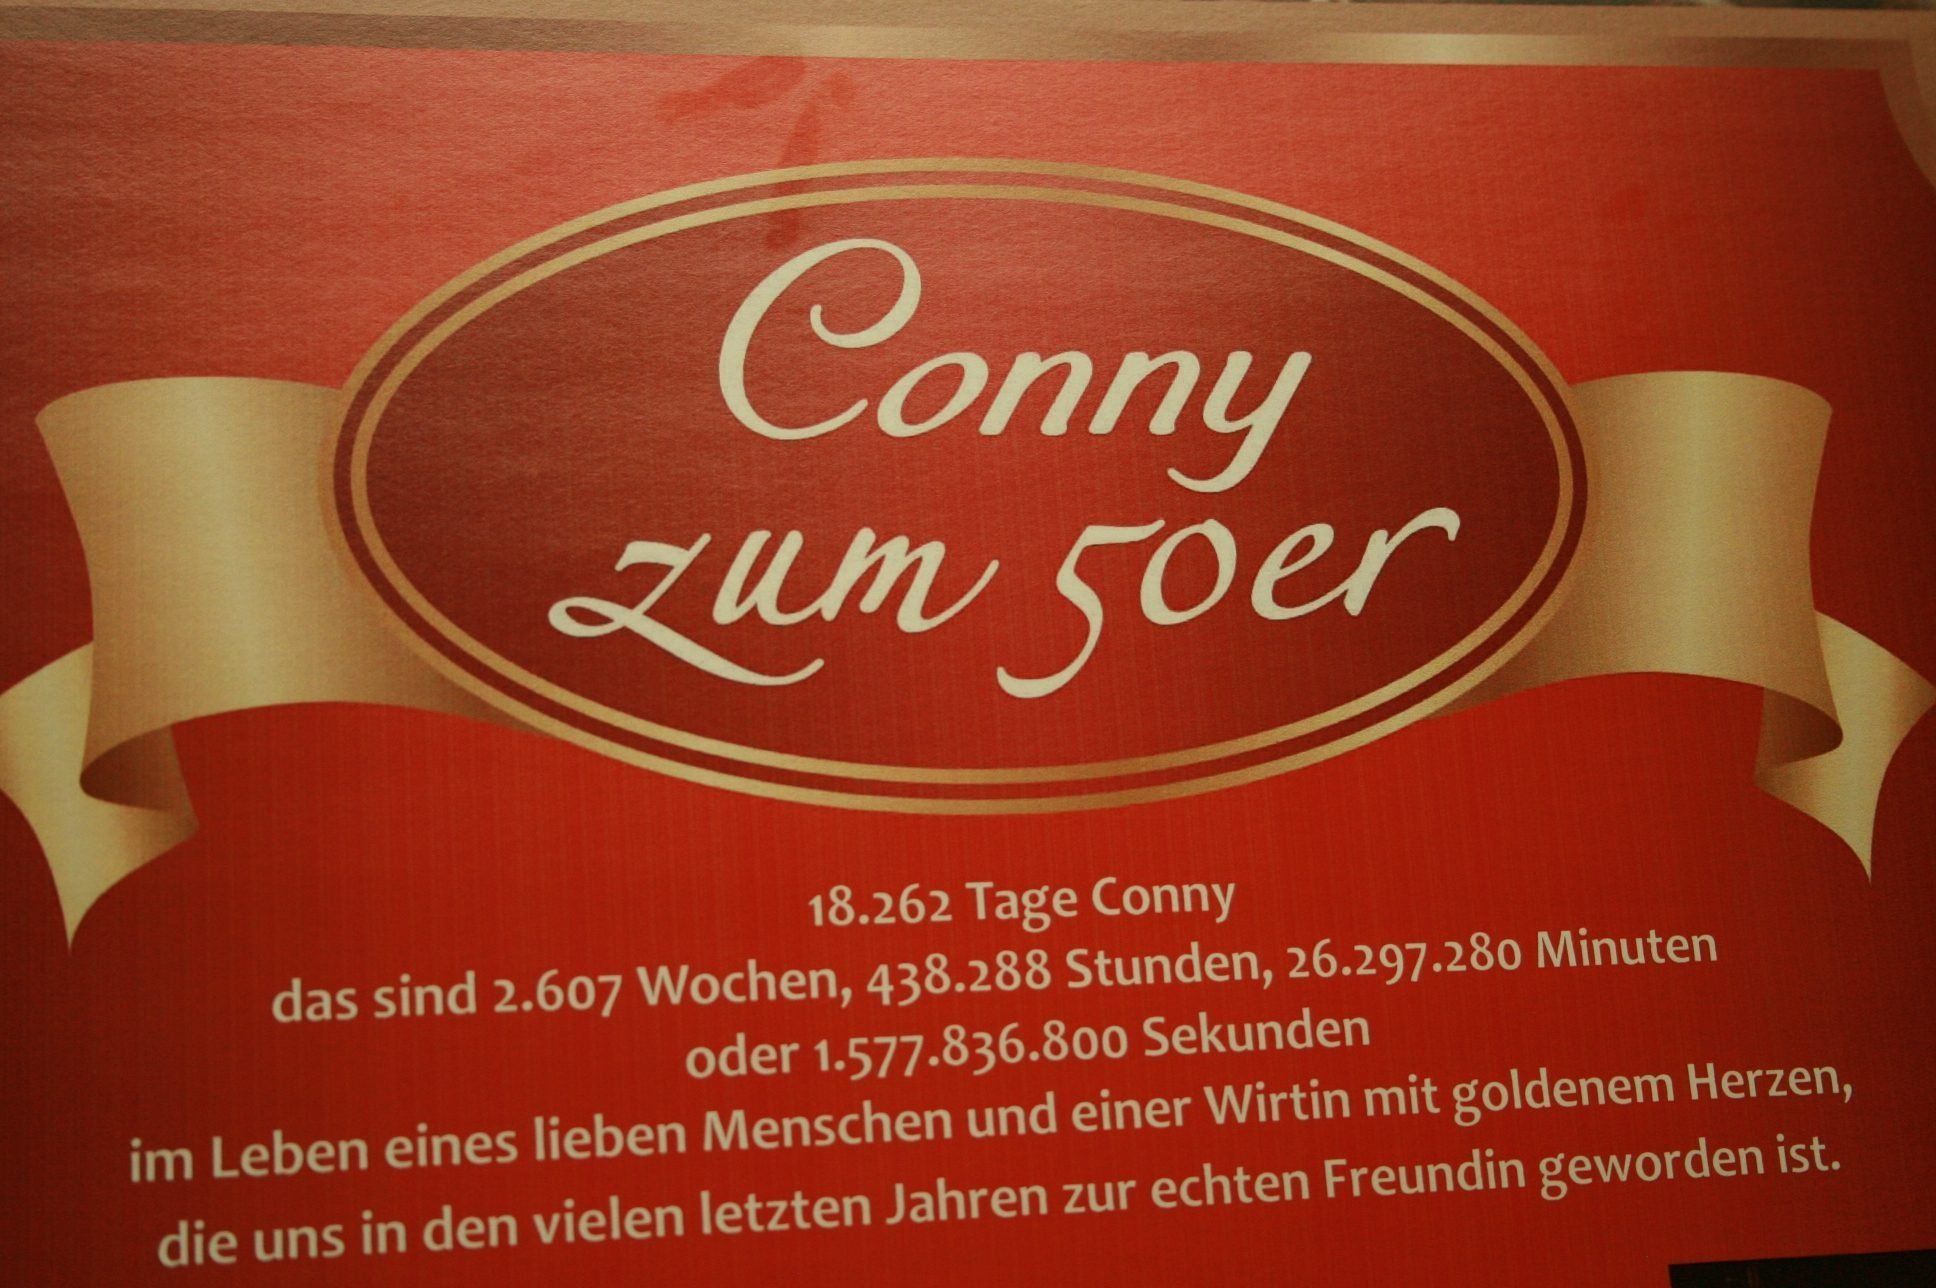 Conny
zum 50er
18.262 Tage Conny
das sind 2.607 Wochen, 438.288 Stunden, 26.297.280 Minuten
oder 1.577.836.800 Sekunden
im Leben eines lieben Menschen und einer Wirtin mit goldenem Herzen,
die uns in den vielen letzten Jahren zur echten Freundin geworden ist.